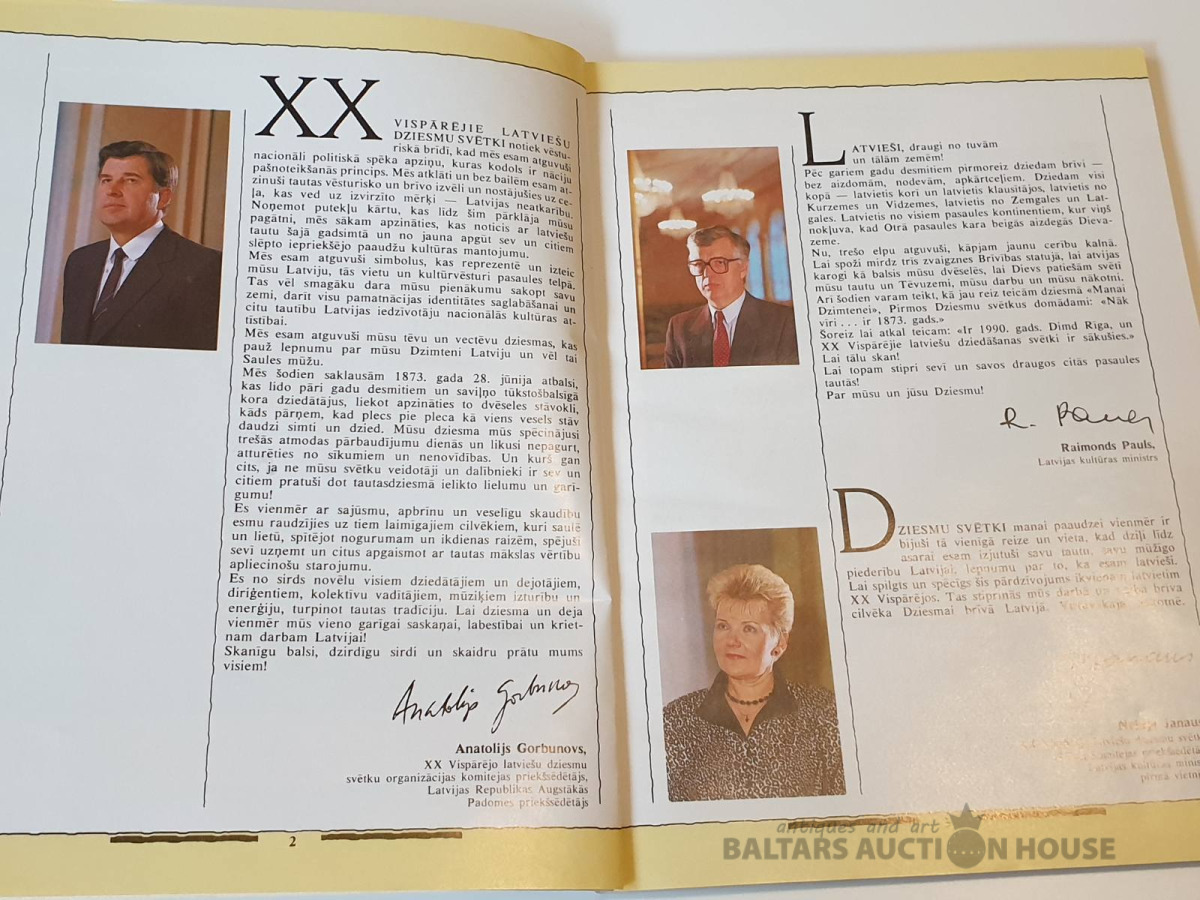 XX
VISPĀRĒJIE LATVIEŠU
DZIESMU SVĒTKI notiek vēstu-
riskā brīdī, kad mēs esam atguvuši
nacionāli politiskā spēka apziņu, kuras kodols ir nāciju
pašnoteikšanās princips. Mēs atklāti un bez bailēm esam at-
zinuši tautas vēsturisko un brīvo izvēli un nostājušies uz ce-
ļa, kas ved uz izvirzīto mērķi — Latvijas neatkarību.
Noņemot putekļu kārtu, kas līdz šim pārklāja mūsu
pagātni, mēs sākam apzināties, kas noticis ar latviešu
tautu šajā gadsimtā un no jauna apgūt sev un citiem
slēpto iepriekšējo paaudžu kultūras mantojumu.
Mēs esam atguvuši simbolus, kas reprezentē un izteic
mūsu Latviju, tās vietu un kultūrvēsturi pasaules telpā.
Tas vēl smagāku dara mūsu pienākumu sakopt savu
zemi, darīt visu pamatnācijas identitātes saglabāšanai un
citu tautību Latvijas iedzīvotāju nacionālās kultūras at-
tīstībai.
Mēs esam atguvuši mūsu tēvu un vectēvu dziesmas, kas
pauž lepnumu par mūsu Dzimteni Latviju un vēl tai
Saules mūžu.
Mēs šodien saklausām 1873. gada 28. jūnija atbalsi,
kas lido pāri gadu desmitiem un saviļņo tūkstošbalsīgā
kora dziedātājus, liekot apzināties to dvēseles stāvokli,
kāds pārņem, kad plecs pie pleca kā viens vesels stāv
daudzi simti un dzied. Mūsu dziesma mūs spēcinājusi
trešās atmodas pārbaudījumu dienās un likusi nepagurt,
atturēties no sīkumiem un nenovīdības. Un kurš gan
cits, ja ne mūsu svētku veidotāji un dalībnieki ir sev un
citiem pratuši dot tautasdziesmā ielikto lielumu un garī-
gumu!
Es vienmēr ar sajūsmu, apbrīnu un veselīgu skaudību
esmu raudzījies uz tiem laimīgajiem cilvēkiem, kuri saulē
un lietū, spītējot nogurumam un ikdienas raizēm, spējuši
sevī uzņemt un citus apgaismot ar tautas mākslas vērtību
apliecinošu starojumu.
Es no sirds novēlu visiem dziedātājiem un dejotājiem,
diriģentiem, kolektīvu vadītājiem, mūziķiem izturību un
enerģiju, turpinot tautas tradīciju. Lai dziesma un deja
vienmēr mūs vieno garīgai saskaņai, labestībai un kriet-
nam darbam Latvijai!
Skanīgu balsi, dzirdīgu sirdi un skaidru prātu mums
visiem!
Anatolijs Gorbunovs
Anatolijs Gorbunovs,
XX Vispārējo latviešu dziesmu
svētku organizācijas komitejas priekšsēdētājs,
Latvijas Republikas Augstākās
Padomes priekšsēdētājs
2
LATVIEŠI, draugi no tuvām
un tālām zemēm!
Pēc gariem gadu desmitiem pirmoreiz dziedam brīvi —
bez aizdomām, nodevām, apkārtceļiem. Dziedam visi
kopā — latvietis korī un latvietis klausītājos, latvietis no
Kurzemes un Vidzemes, latvietis no Zemgales un Lat-
gales. Latvietis no visiem pasaules kontinentiem, kur viņš
nokļuva, kad Otrā pasaules kara beigās aizdegās Dieva-
zeme.
Nu, trešo elpu atguvuši, kāpjam jaunu cerību kalnā.
Lai spoži mirdz trīs zvaigznes Brīvības statujā, lai atvijas
karogi kā balsis mūsu dvēselēs, lai Dievs patiešām svētī
mūsu tautu un Tēvuzemi, mūsu darbu un mūsu nākotni.
Arī šodien varam teikt, kā jau reiz teicām dziesmā «Manai
Dzimtenei», Pirmos Dziesmu svētkus domādami: «Nāk
vīri ... ir 1873. gads.»
Šoreiz lai atkal teicam: «Ir 1990. gads. Dimd Rīga, un
XX Vispārējie latviešu dziedāšanas svētki ir sākušies.»
Lai tālu skan!
Lai topam stipri sevī un savos draugos citās pasaules
tautās!
Par mūsu un jūsu Dziesmu!
R. Pauls
Raimonds Pauls,
Latvijas kultūras ministrs
DZIESMU SVĒTKI manai paaudzei vienmēr ir
bijuši tā vienīgā reize un vieta, kad dziļi līdz
asarai esam izjutuši savu tautu, savu mūžīgo
piederību Latvijai, lepnumu par to, ka esam latvieši.
Lai spilgts un spēcīgs šis pārdzīvojums ikvienam latvietim
XX Vispārējos. Tas stiprinās mūs darbā un brīva
cilvēka Dziesmai brīvā Latvijā.
antiques and art
BALTARS AUCTION HOUSE